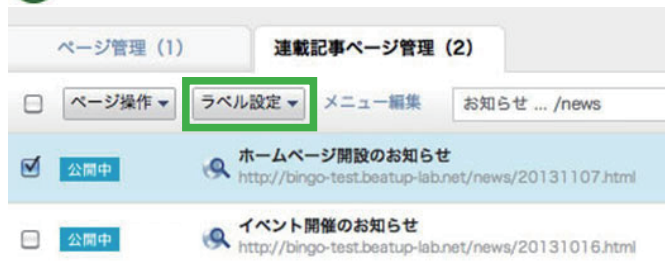 ページ管理（1）
連載記事ページ管理（2）
ページ操作 ラベル設定 メニュー編集 お知らせ ... /news
公開中 ホームページ開設のお知らせ
http://bingo-test.beatup-lab.net/news/20131107.html
公開中 イベント開催のお知らせ
http://bingo-test.beatup-lab.net/news/20131016.html